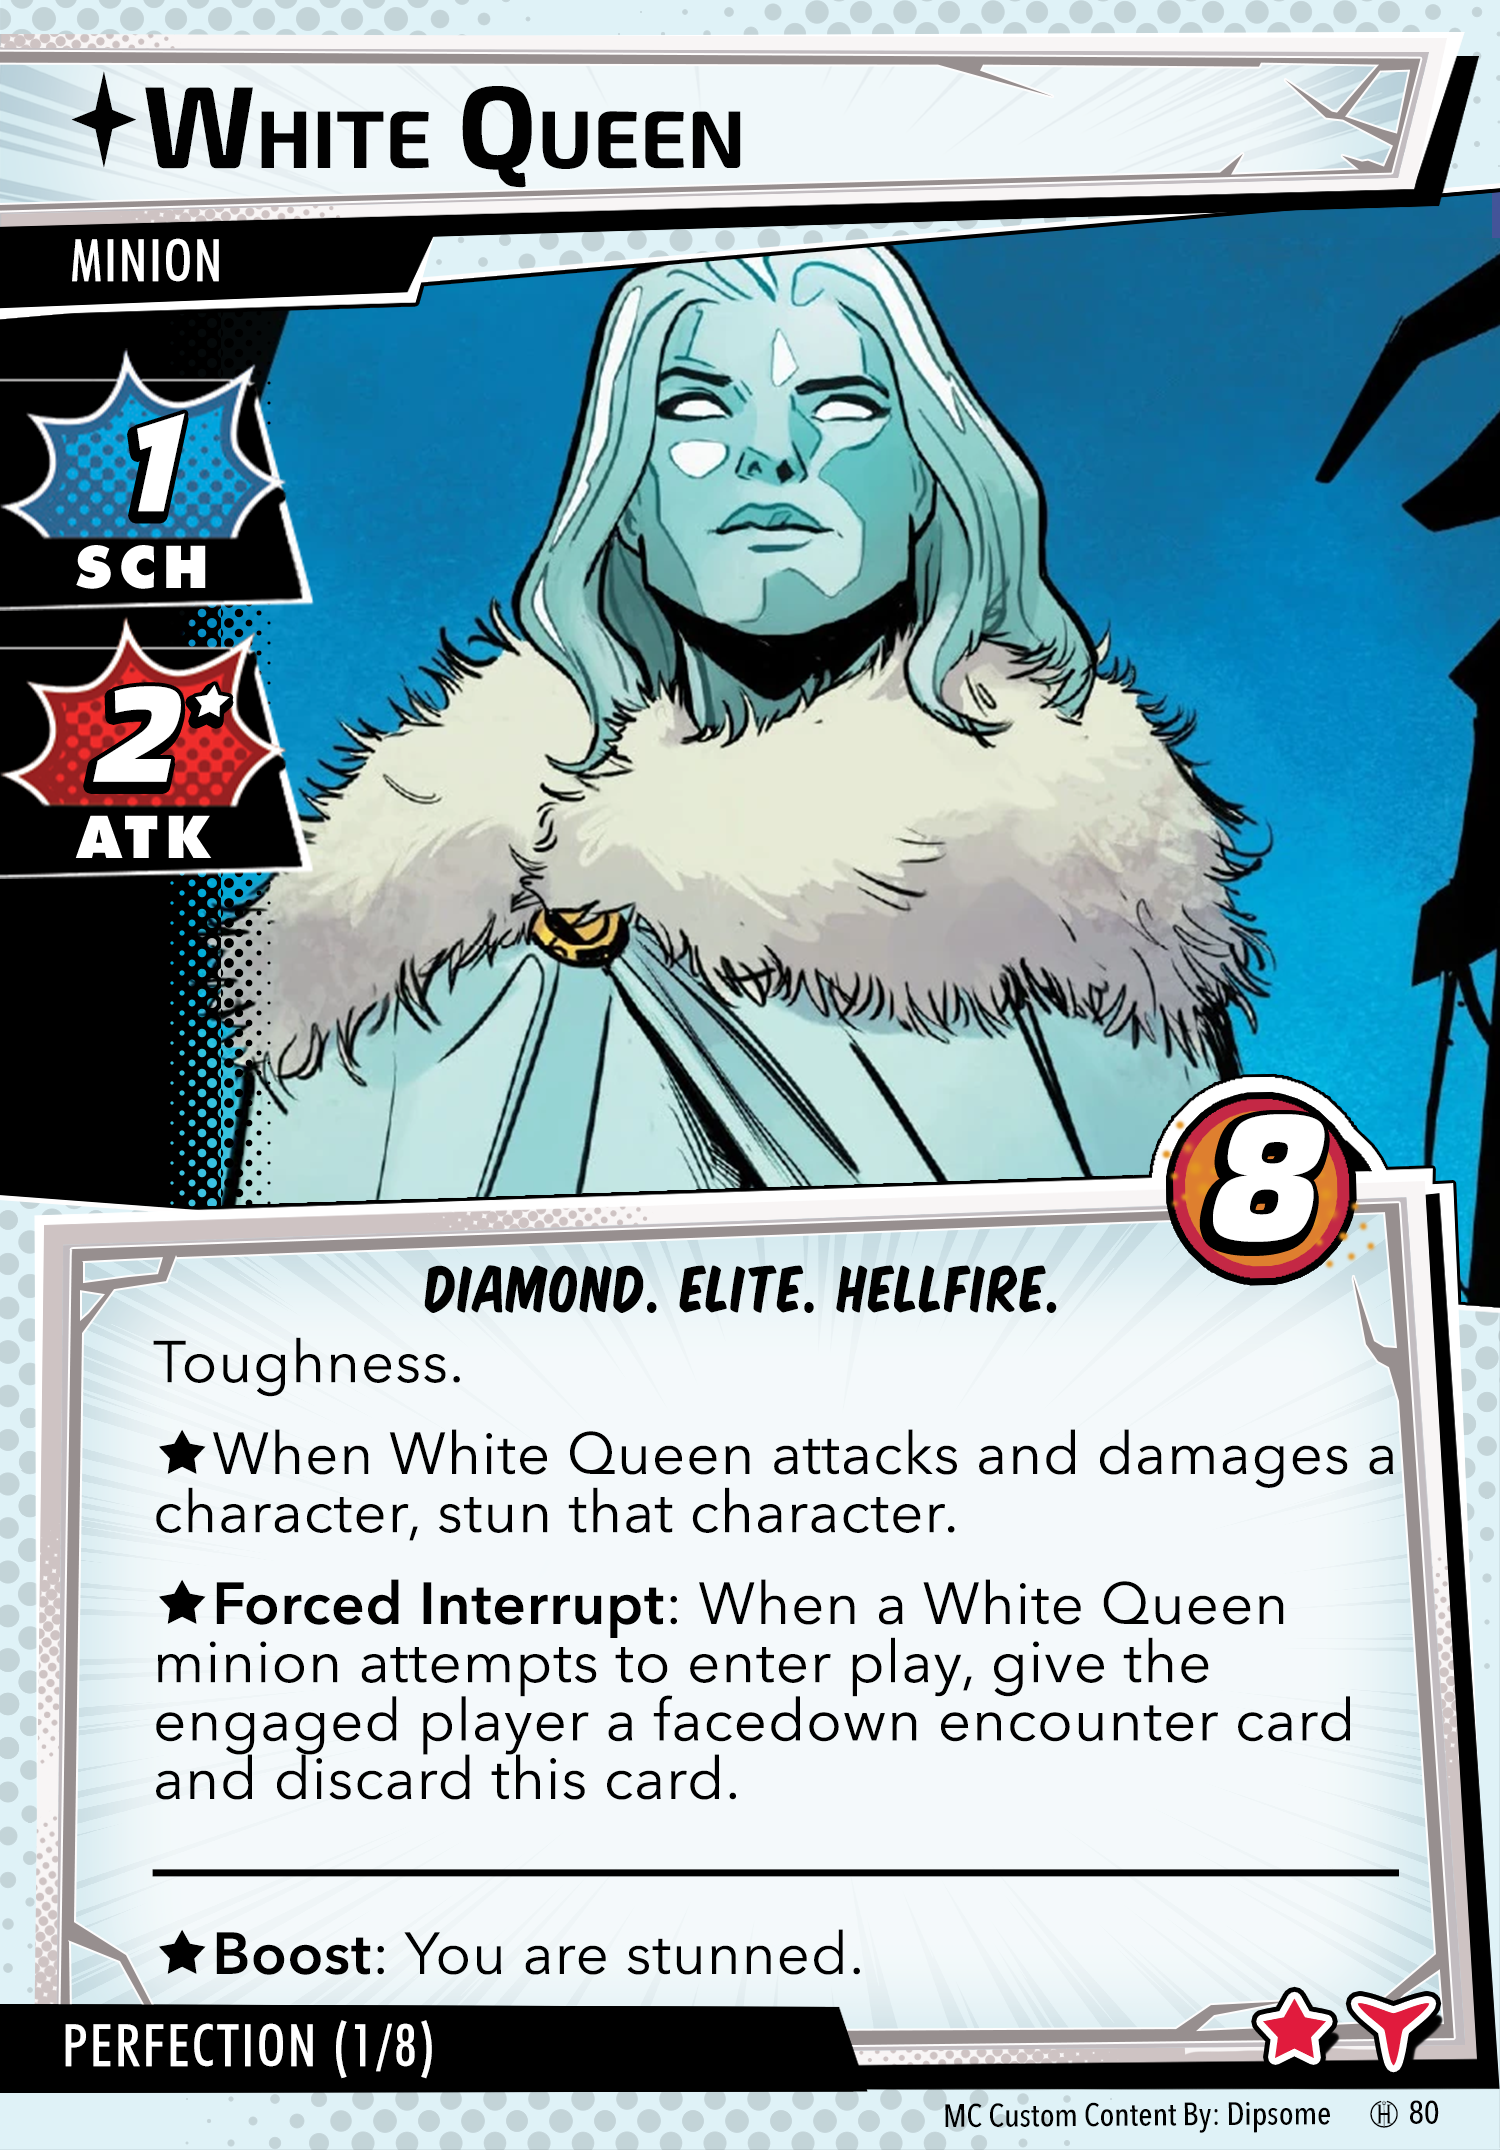 White Queen
MINION
1
SCH
2
ATK
8
DIAMOND. ELITE. HELLFIRE.
Toughness.
★When White Queen attacks and damages a
character, stun that character.
★Forced Interrupt: When a White Queen
minion attempts to enter play, give the
engaged player a facedown encounter card
and discard this card.
★Boost: You are stunned.
PERFECTION (1/8)
MC Custom Content By: Dipsome
H 80